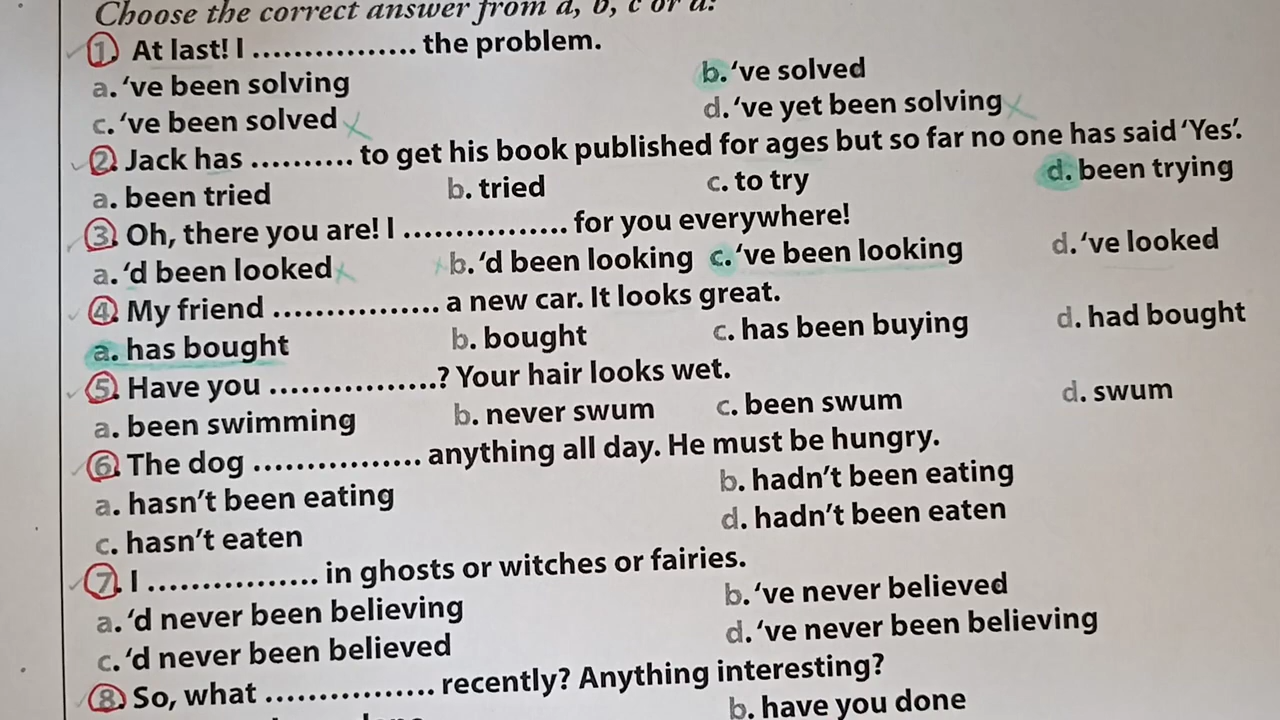 Choose the correct answer from a, b, c or d:
1. At last! I ................ the problem.
a. ‘ve been solving b. ‘ve solved
c. ‘ve been solved d. ‘ve yet been solving
2. Jack has .......... to get his book published for ages but so far no one has said ‘Yes’.
a. been tried b. tried c. to try d. been trying
3. Oh, there you are! I ................ for you everywhere!
a. ‘d been looked b. ‘d been looking c. ‘ve been looking d. ‘ve looked
4. My friend ................ a new car. It looks great.
a. has bought b. bought c. has been buying d. had bought
5. Have you ................? Your hair looks wet.
a. been swimming b. never swum c. been swum d. swum
6. The dog ................ anything all day. He must be hungry.
a. hasn’t been eating b. hadn’t been eating
c. hasn’t eaten d. hadn’t been eaten
7. I ................ in ghosts or witches or fairies.
a. ‘d never been believing b. ‘ve never believed
c. ‘d never been believed d. ‘ve never been believing
8. So, what ................ recently? Anything interesting?
b. have you done